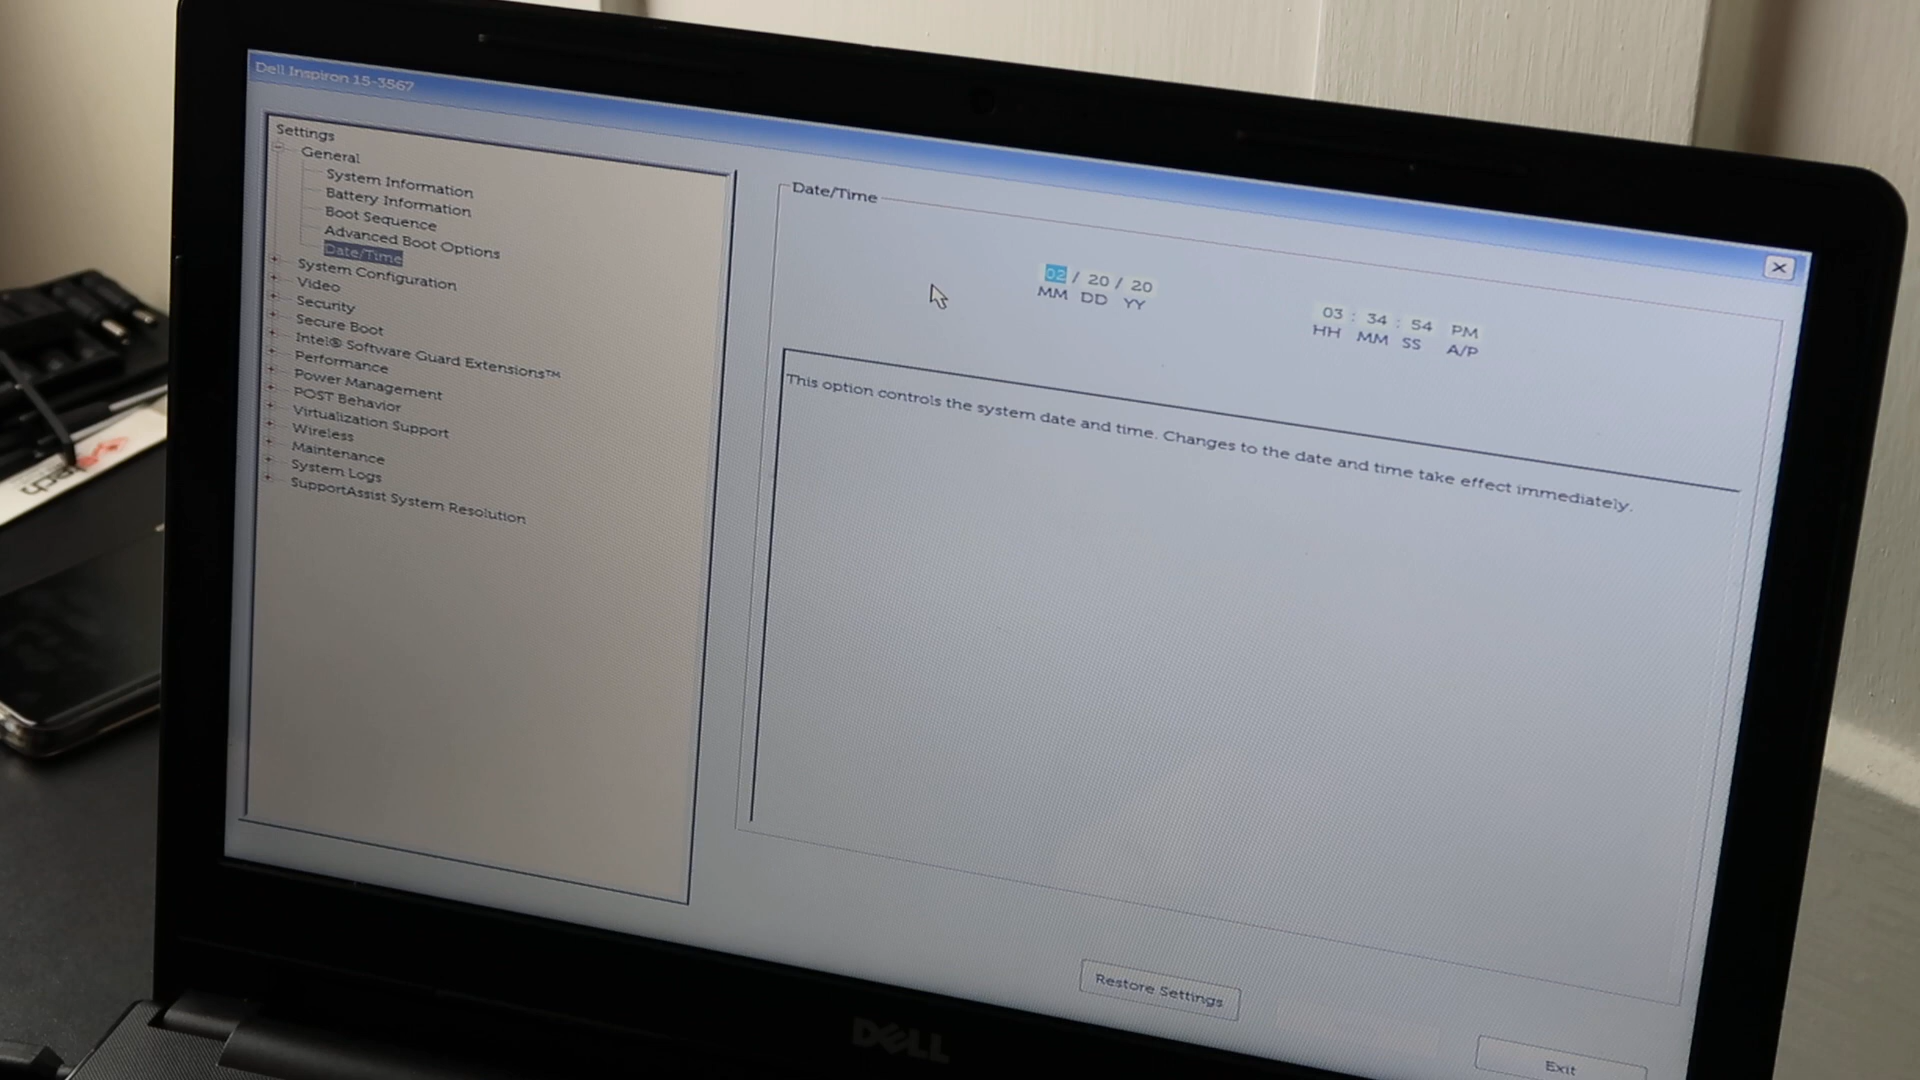 Dell Inspiron 15-3567
Settings
General
System Information
Battery Information
Boot Sequence
Advanced Boot Options
Date/Time
System Configuration
Video
Security
Secure Boot
Intel® Software Guard Extensions™
Performance
Power Management
POST Behavior
Virtualization Support
Wireless
Maintenance
System Logs
SupportAssist System Resolution
Date/Time
02 / 20 / 20
MM DD YY
03 : 34 : 54 PM
HH MM SS A/P
This option controls the system date and time. Changes to the date and time take effect immediately.
Restore Settings
Exit
DELL